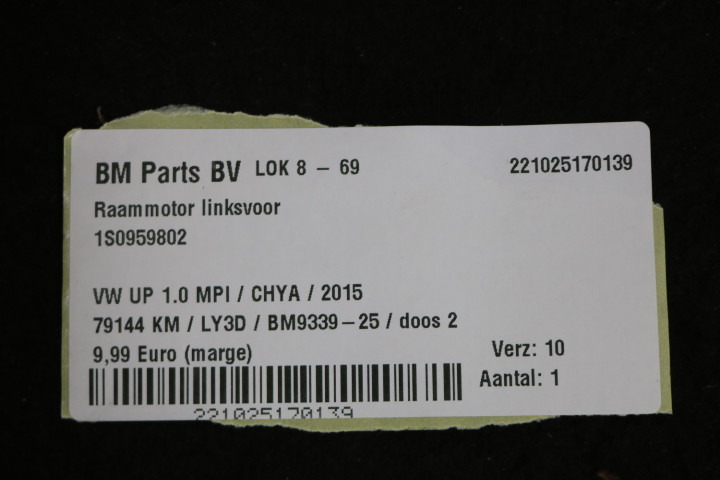 BM Parts BV LOK 8 – 69 221025170139
Raammotor linksvoor
1S0959802
VW UP 1.0 MPI / CHYA / 2015
79144 KM / LY3D / BM9339–25 / doos 2
9,99 Euro (marge) Verz: 10
Aantal: 1
221025170139